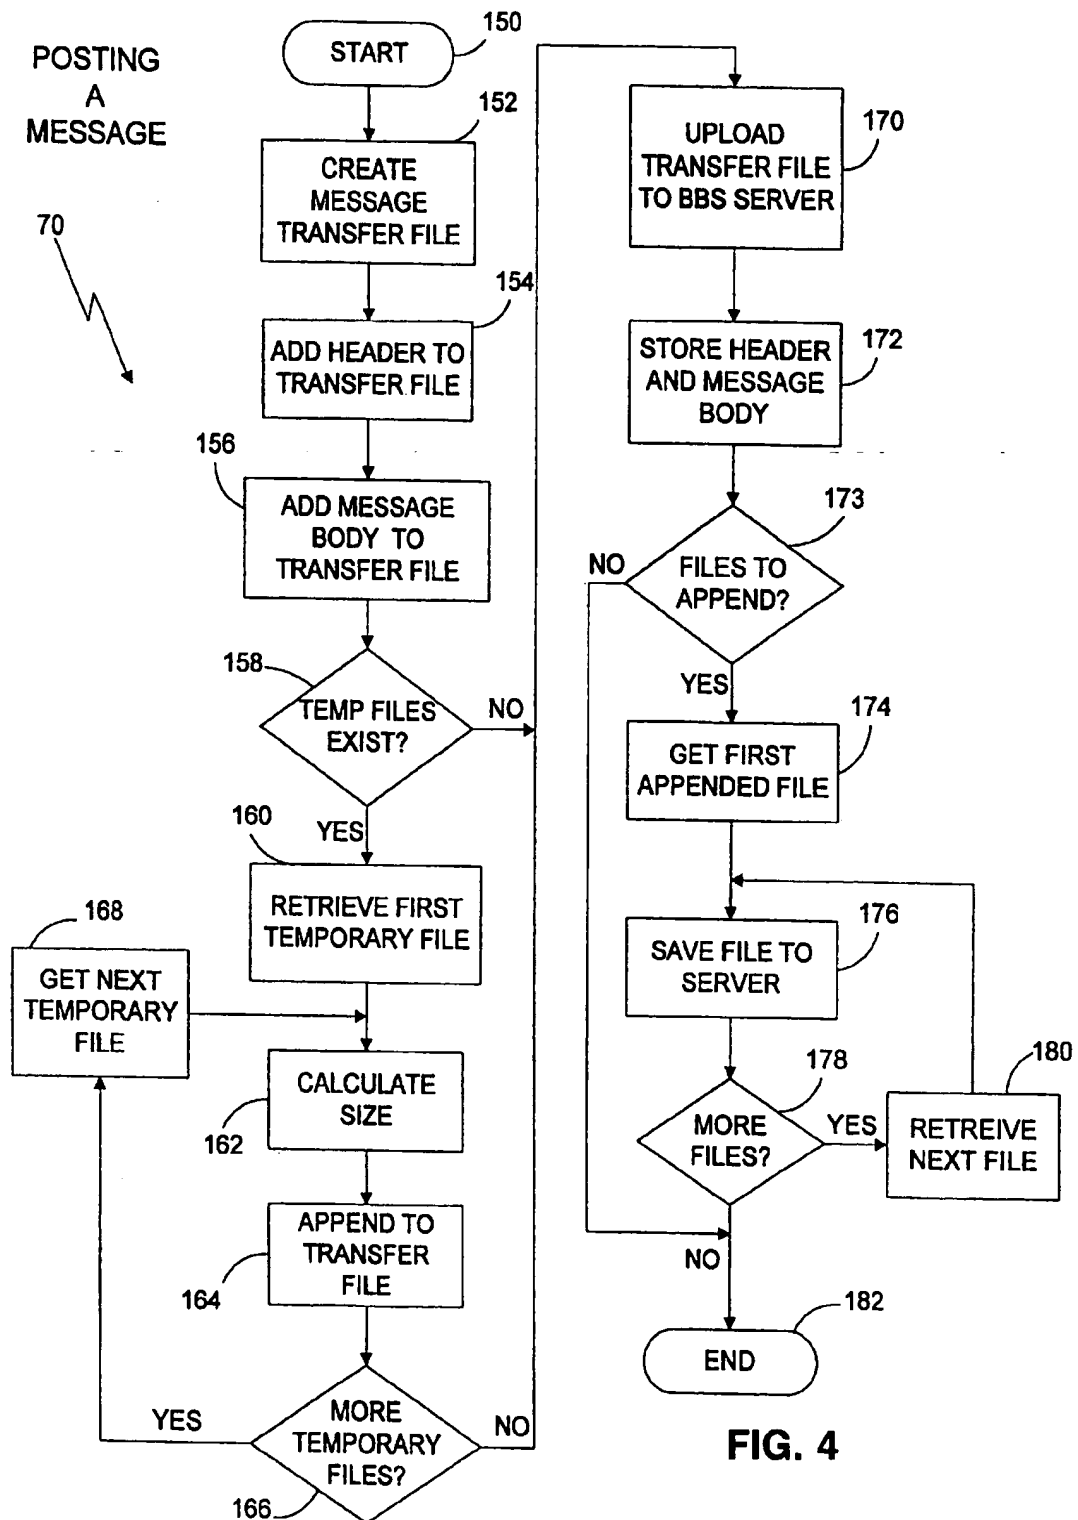 POSTING
A
MESSAGE
70
START
150
CREATE
MESSAGE
TRANSFER FILE
152
ADD HEADER TO
TRANSFER FILE
154
156
ADD MESSAGE
BODY TO
TRANSFER FILE
158
TEMP FILES
EXIST?
NO
YES
160
RETRIEVE FIRST
TEMPORARY FILE
168
GET NEXT
TEMPORARY
FILE
CALCULATE
SIZE
162
APPEND TO
TRANSFER
FILE
164
YES
MORE
TEMPORARY
FILES?
NO
166
UPLOAD
TRANSFER FILE
TO BBS SERVER
170
STORE HEADER
AND MESSAGE
BODY
172
173
NO
FILES TO
APPEND?
YES
174
GET FIRST
APPENDED FILE
176
SAVE FILE TO
SERVER
178
MORE
FILES?
YES
180
RETREIVE
NEXT FILE
NO
182
END
FIG. 4